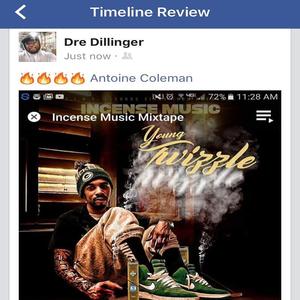 Timeline Review
Dre Dillinger
Just now ·
Antoine Coleman
72% 11:28 AM
INCENSE MUSIC
Incense Music Mixtape
Young
Twizzle